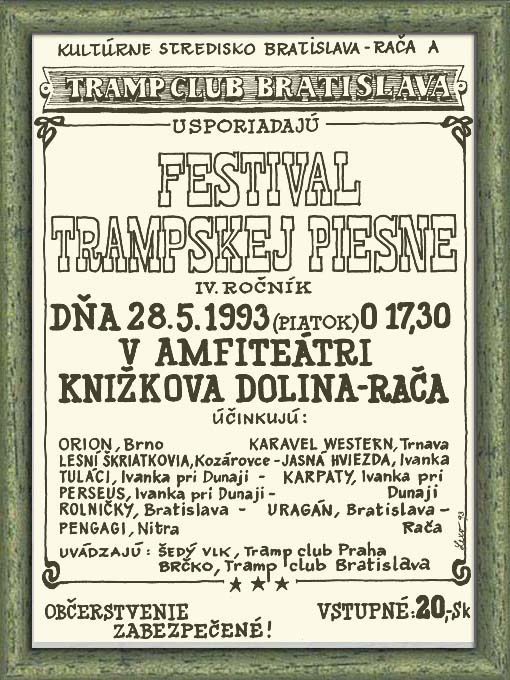 KULTÚRNE STREDISKO BRATISLAVA - RAČA A
TRAMP CLUB BRATISLAVA
USPORIADAJÚ
FESTIVAL
TRAMPSKEJ PIESNE
IV. ROČNÍK
DŇA 28.5.1993 (PIATOK) O 17,30
V AMFITEÁTRI
KNIŽKOVA DOLINA-RAČA
ÚČINKUJÚ:
ORION, Brno KARAVEL WESTERN, Trnava
LESNÍ ŠKRIATKOVIA, Kozárovce - JASNÁ HVIEZDA, Ivanka
TULÁCI, Ivanka pri Dunaji - KARPATY, Ivanka pri
PERSEUS, Ivanka pri Dunaji - Dunaji
ROLNIČKY, Bratislava - URAGÁN, Bratislava -
PENGAGI, Nitra Rača
UVÁDZAJÚ: ŠEDÝ VLK, Tramp club Praha
BRČKO, Tramp club Bratislava
OBČERSTVENIE VSTUPNÉ: 20,-Sk
ZABEZPEČENÉ!